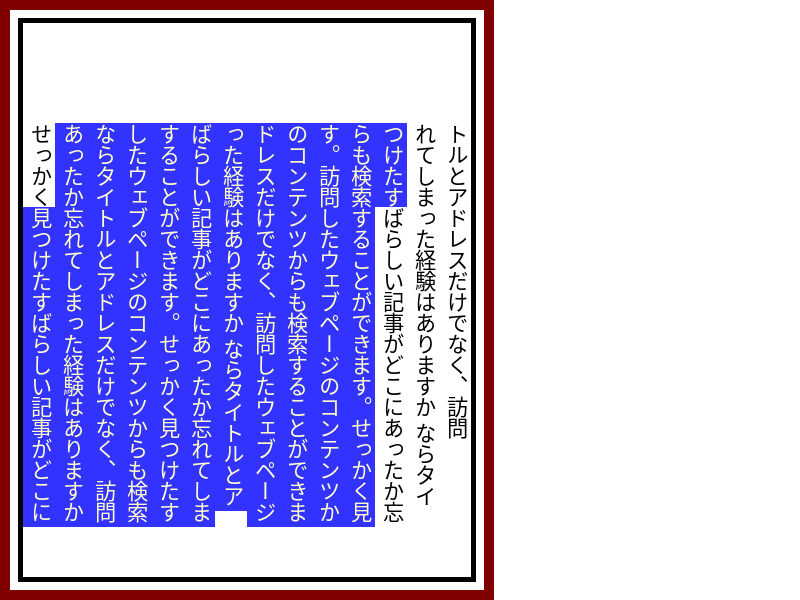 せっかく見つけたすばらしい記事がどこに
あったか忘れてしまった経験はありますか
ならタイトルとアドレスだけでなく、訪問
したウェブページのコンテンツからも検索
することができます。せっかく見つけたす
ばらしい記事がどこにあったか忘れてしま
った経験はありますか ならタイトルとア
ドレスだけでなく、訪問したウェブページ
のコンテンツからも検索することができま
す。訪問したウェブページのコンテンツか
らも検索することができます。せっかく見
つけたすばらしい記事がどこにあったか忘
れてしまった経験はありますか ならタイ
トルとアドレスだけでなく、訪問